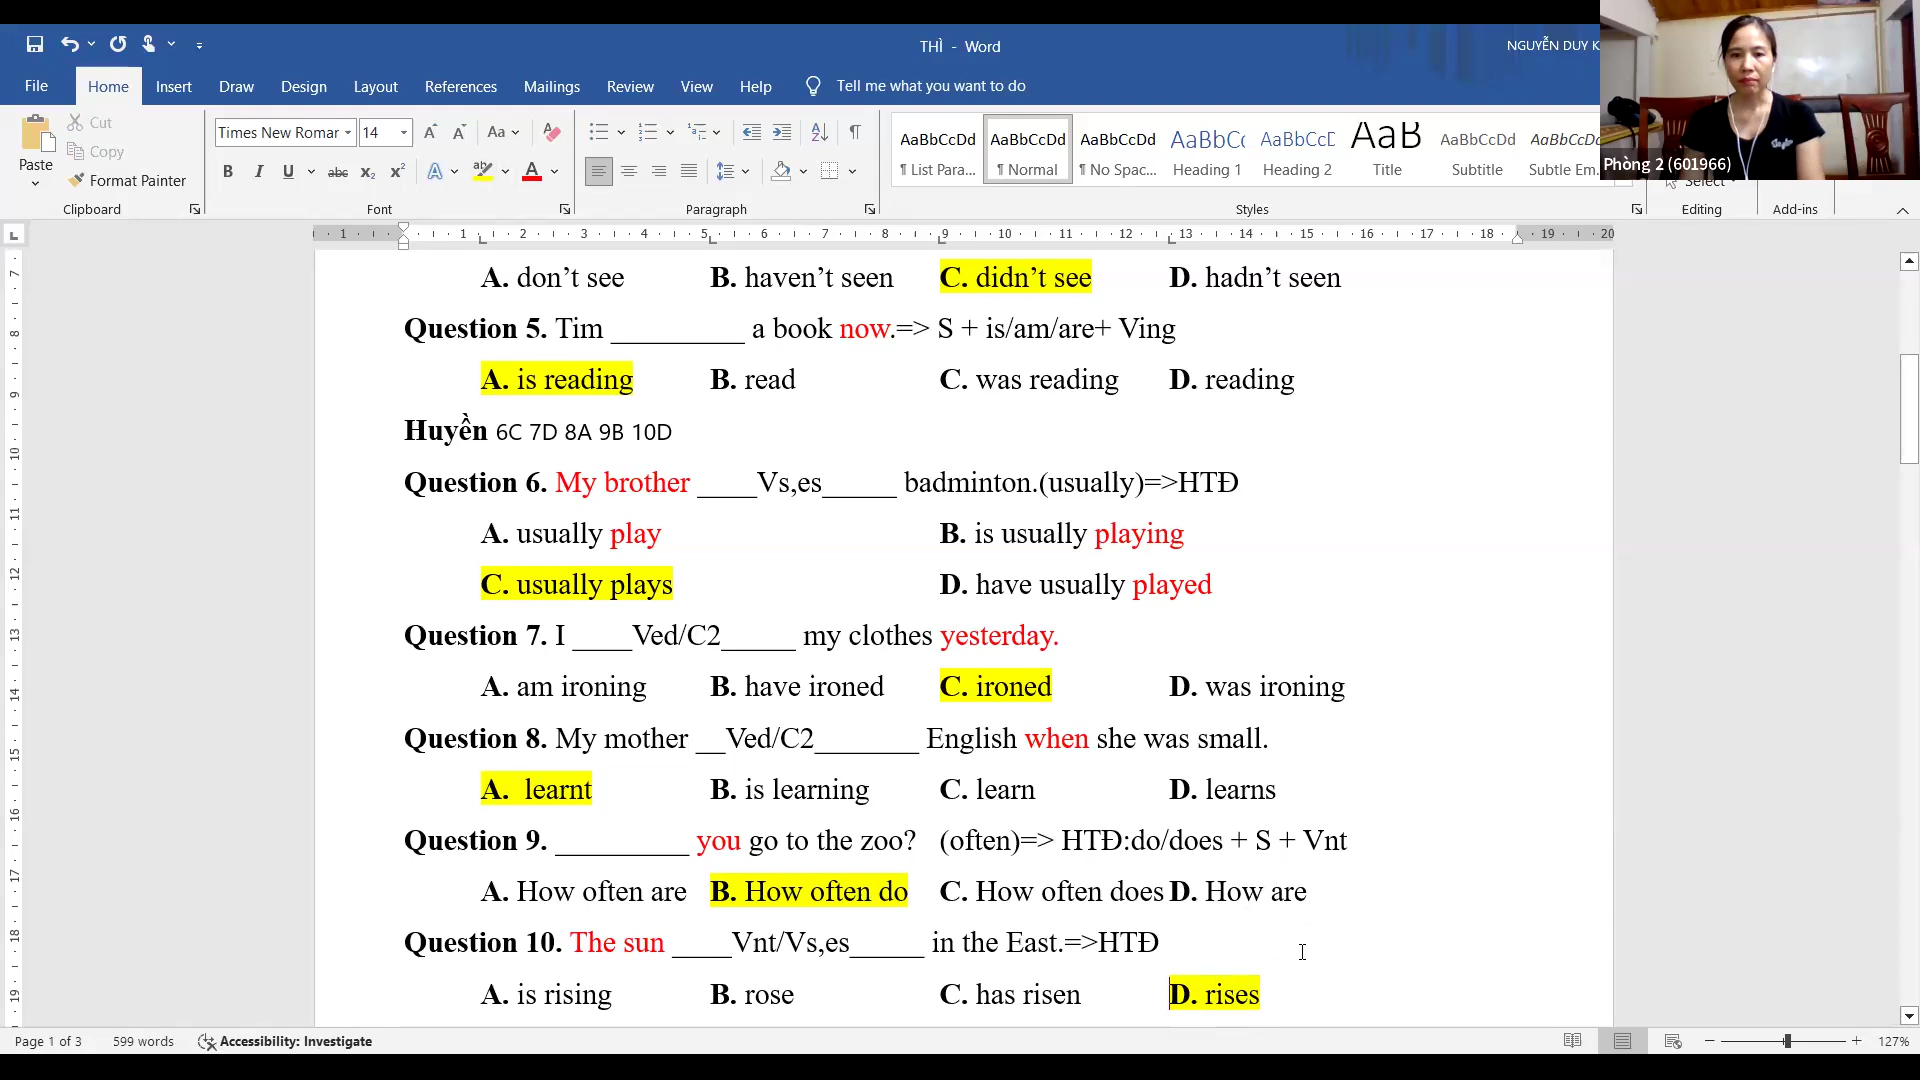 THÌ - Word
NGUYỄN DUY K
File Home Insert Draw Design Layout References Mailings Review View Help Tell me what you want to do
Paste
Cut
Copy
Format Painter
Clipboard
Times New Roman 14
Font
Paragraph
AaBbCcDd AaBbCcDd AaBbCcDd AaBbCc AaBbCcD AaB AaBbCcDd AaBbCcDd
¶ List Para... ¶ Normal ¶ No Spac... Heading 1 Heading 2 Title Subtitle Subtle Em...
Styles
Select
Editing
Add-ins
Phòng 2 (601966)
A. don’t see B. haven’t seen C. didn’t see D. hadn’t seen
Question 5. Tim _________ a book now.=> S + is/am/are+ Ving
A. is reading B. read C. was reading D. reading
Huyền 6C 7D 8A 9B 10D
Question 6. My brother ____Vs,es_____ badminton.(usually)=>HTĐ
A. usually play B. is usually playing
C. usually plays D. have usually played
Question 7. I ____Ved/C2_____ my clothes yesterday.
A. am ironing B. have ironed C. ironed D. was ironing
Question 8. My mother __Ved/C2_______ English when she was small.
A. learnt B. is learning C. learn D. learns
Question 9. _________ you go to the zoo? (often)=> HTĐ:do/does + S + Vnt
A. How often are B. How often do C. How often does D. How are
Question 10. The sun ____Vnt/Vs,es_____ in the East.=>HTĐ
A. is rising B. rose C. has risen D. rises
Page 1 of 3 599 words Accessibility: Investigate 127%